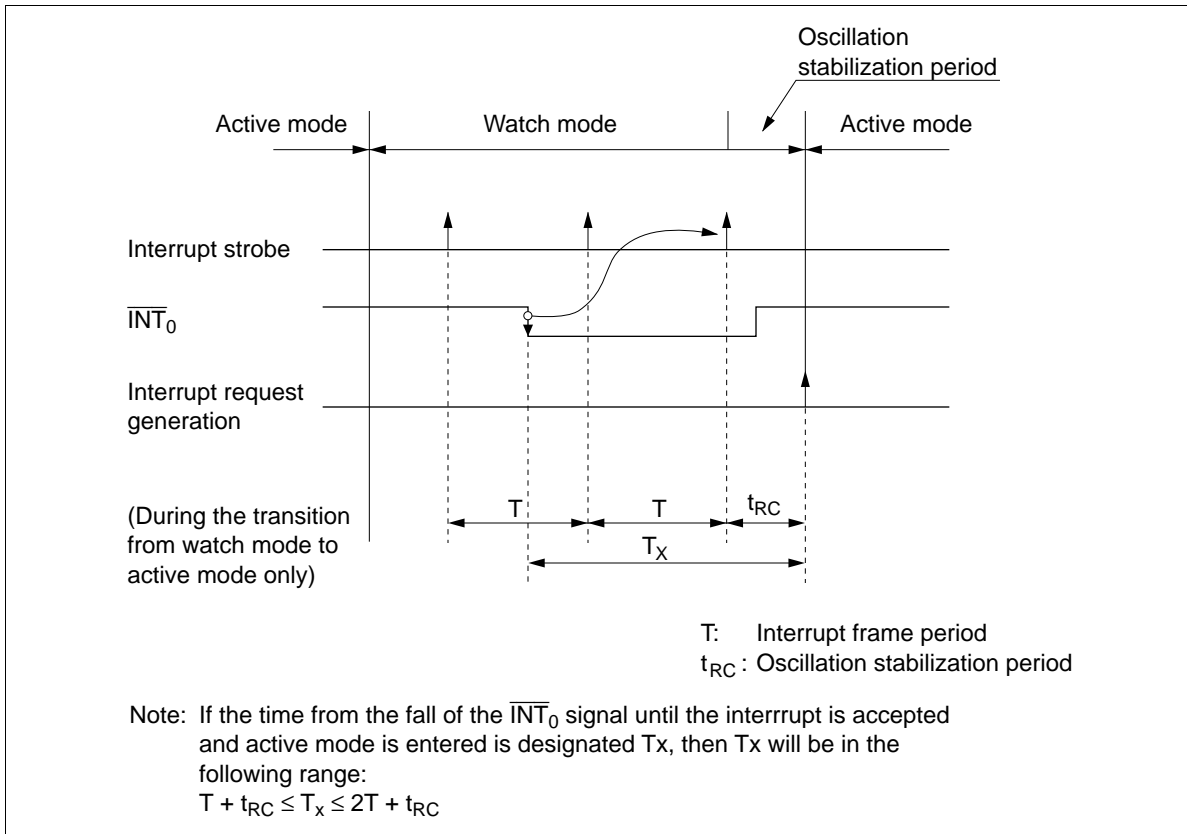 Oscillation
stabilization period
Active mode
Watch mode
Active mode
Interrupt strobe
INT0
Interrupt request
generation
T
T
tRC
(During the transition
from watch mode to
active mode only)
TX
T: Interrupt frame period
tRC : Oscillation stabilization period
Note: If the time from the fall of the INT0 signal until the interrrupt is accepted
and active mode is entered is designated Tx, then Tx will be in the
following range:
T + tRC ≤ Tx ≤ 2T + tRC